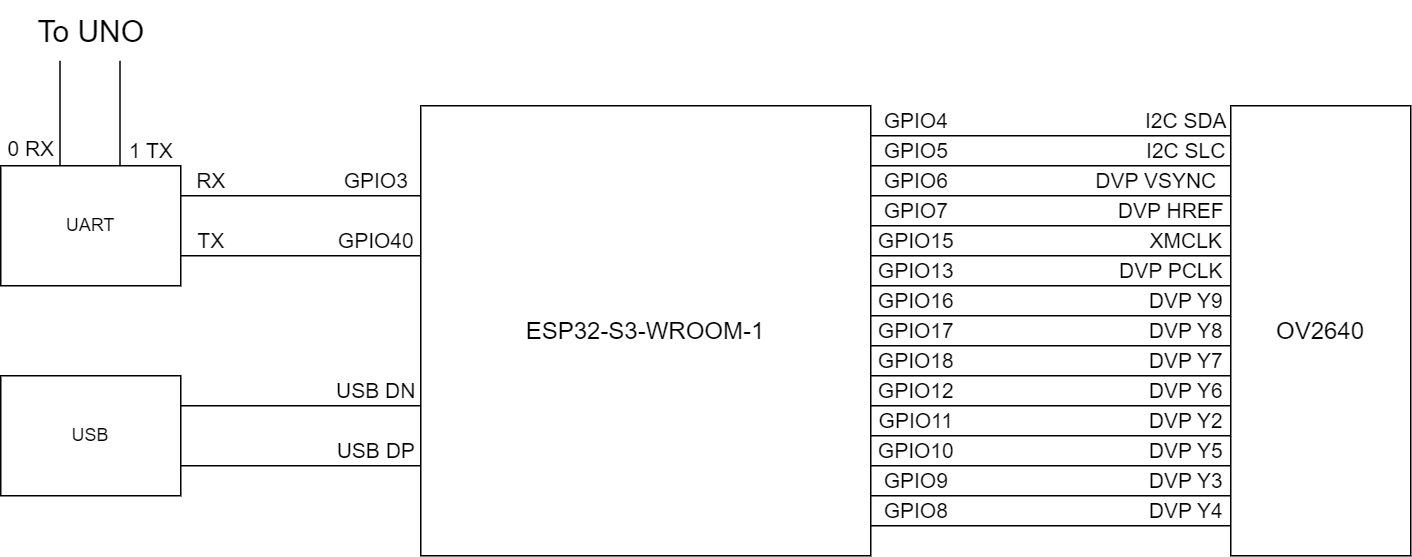 To UNO
0 RX
1 TX
UART
RX
GPIO3
TX
GPIO40
USB
USB DN
USB DP
ESP32-S3-WROOM-1
GPIO4 I2C SDA
GPIO5 I2C SLC
GPIO6 DVP VSYNC
GPIO7 DVP HREF
GPIO15 XMCLK
GPIO13 DVP PCLK
GPIO16 DVP Y9
GPIO17 DVP Y8
GPIO18 DVP Y7
GPIO12 DVP Y6
GPIO11 DVP Y2
GPIO10 DVP Y5
GPIO9 DVP Y3
GPIO8 DVP Y4
OV2640